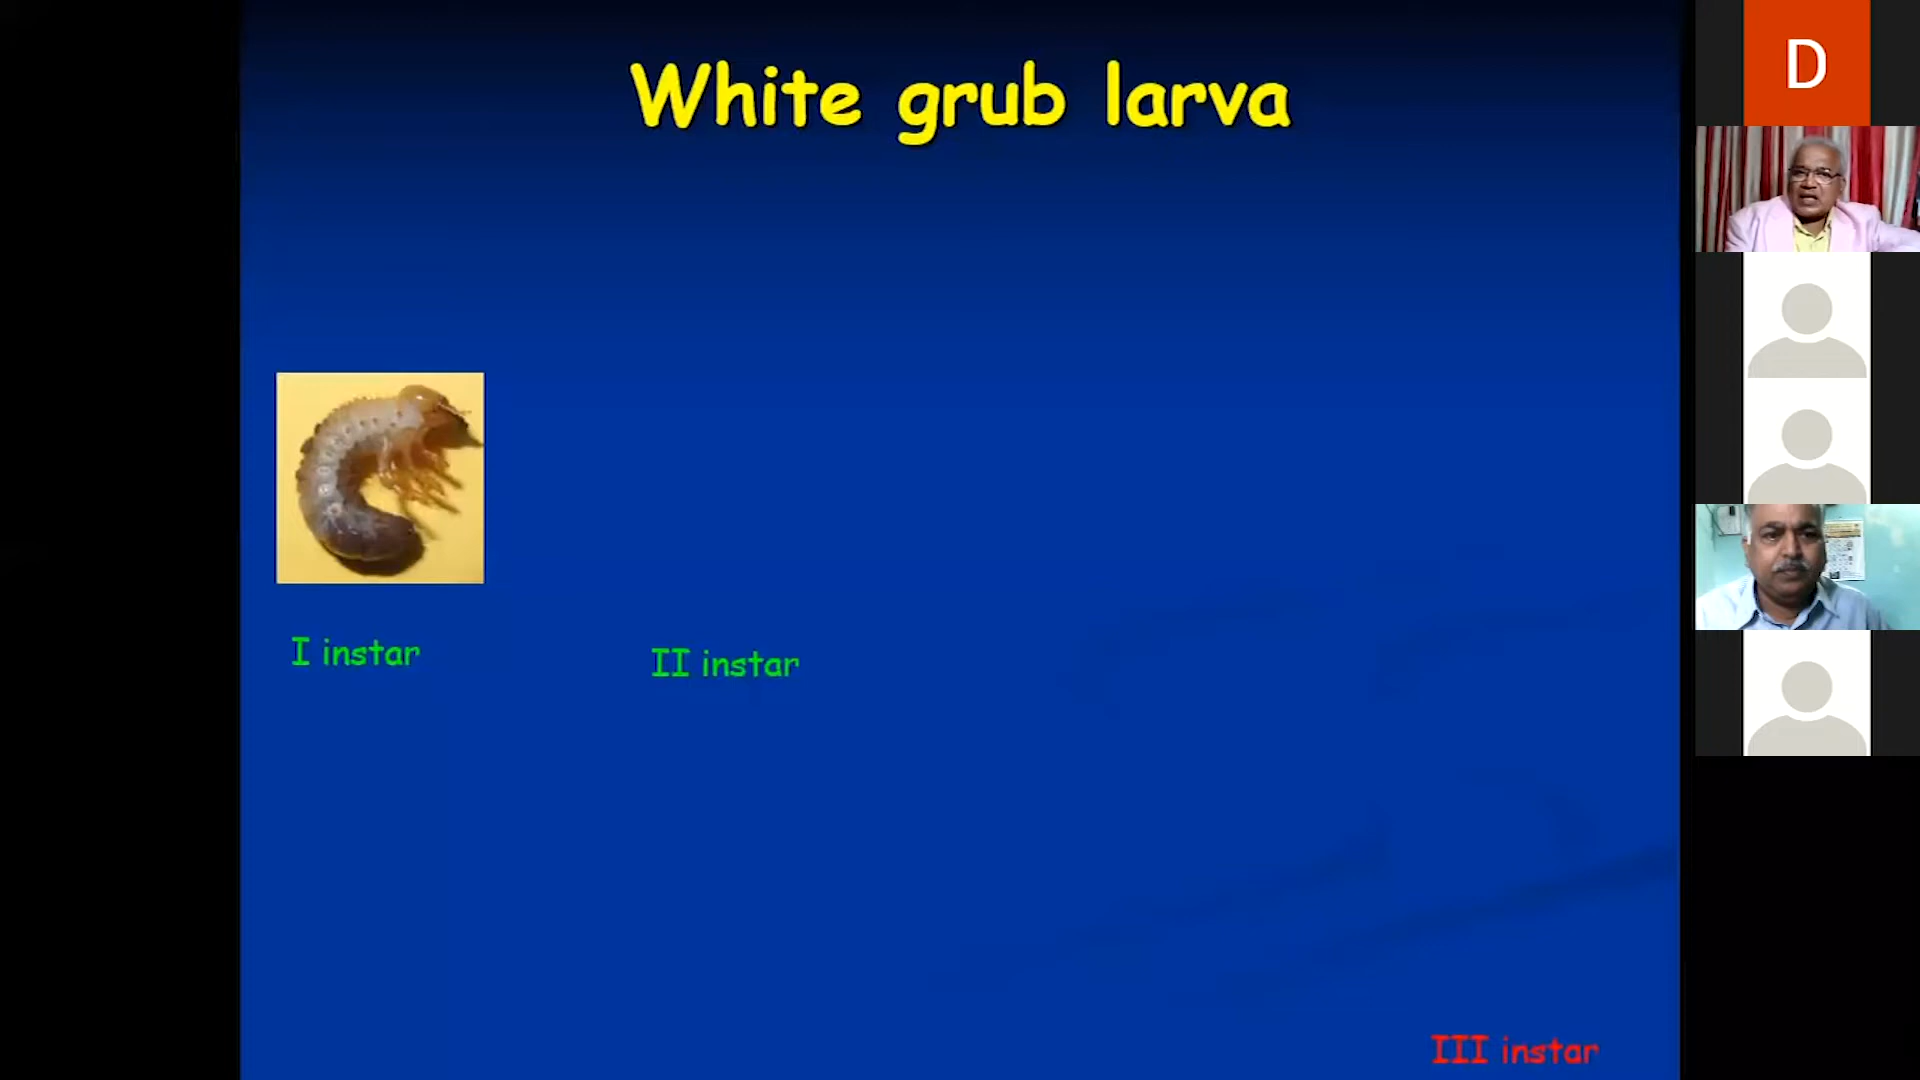 White grub larva
D
I instar
II instar
III instar